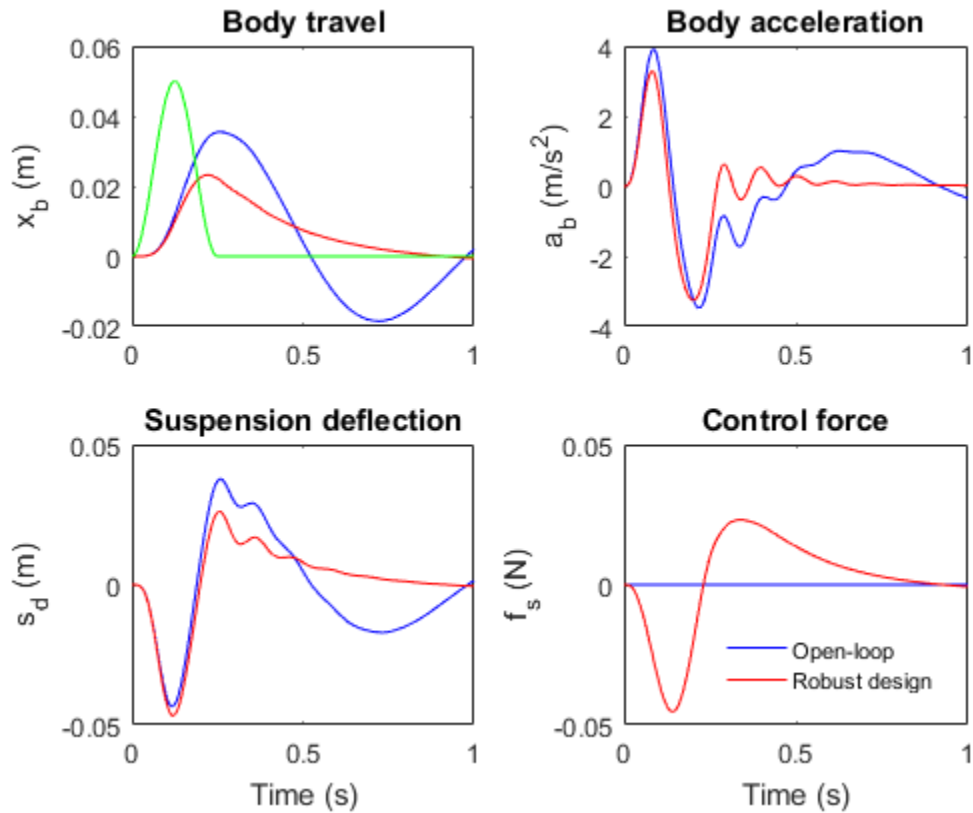 Body travel
0.06
0.04
0.02
0
-0.02
x_b (m)
0
0.5
1
Body acceleration
4
2
0
-2
-4
a_b (m/s²)
0
0.5
1
Suspension deflection
0.05
0
-0.05
s_d (m)
0
0.5
1
Time (s)
Control force
0.05
0
-0.05
f_s (N)
Open-loop
Robust design
0
0.5
1
Time (s)